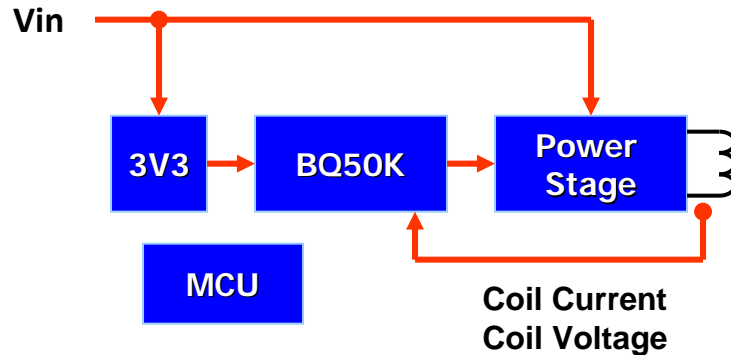 Vin
3V3
BQ50K
Power
Stage
MCU
Coil Current
Coil Voltage